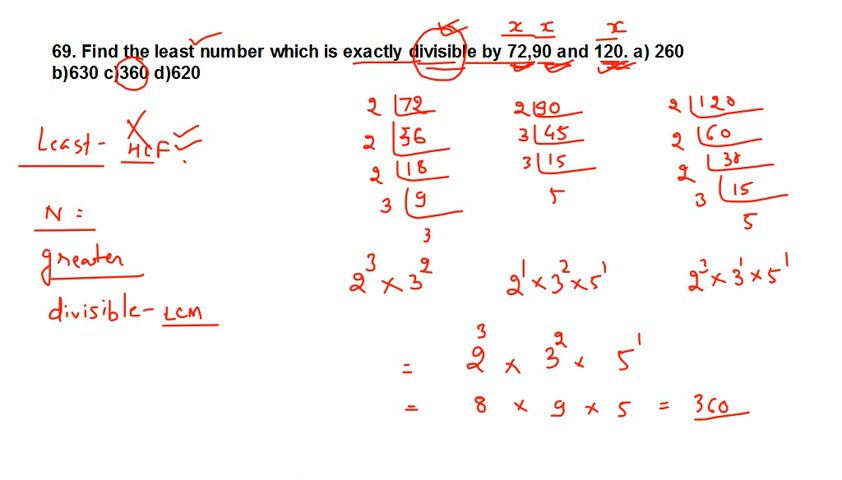 69. Find the least number which is exactly divisible by 72,90 and 120. a) 260
b)630 c)360 d)620
x x x
Least- HCF
N =
greater
divisible- LCM
2 72
2 36
2 18
3 9
3
2 90
3 45
3 15
5
2 120
2 60
2 30
3 15
5
2³ × 3²
2¹ × 3² × 5¹
2³ × 3¹ × 5¹
= 2³ × 3² × 5¹
= 8 × 9 × 5 = 360